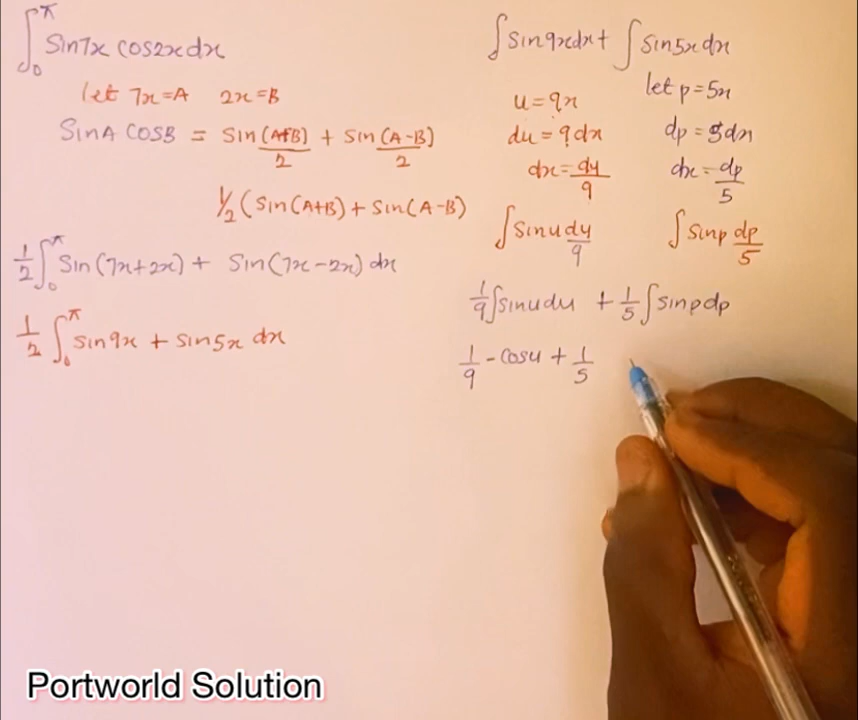 ∫₀^π Sin7x cos2x dx
let 7x=A 2x=B
SinA COSB = Sin(A+B)/2 + Sin(A-B)/2
½(Sin(A+B) + Sin(A-B)
1/2 ∫₀^π Sin(7x+2x) + Sin(7x-2x) dx
1/2 ∫₀^π sin9x + sin5x dx
∫sin9xdx + ∫sin5xdx
u=9x
du=9dx
dx=du/9
let p=5x
dp=5dx
dx=dp/5
∫Sinu du/9 ∫sinp dp/5
1/9∫sinudu + 1/5∫sinpdp
1/9 -cosu + 1/5
Portworld Solution